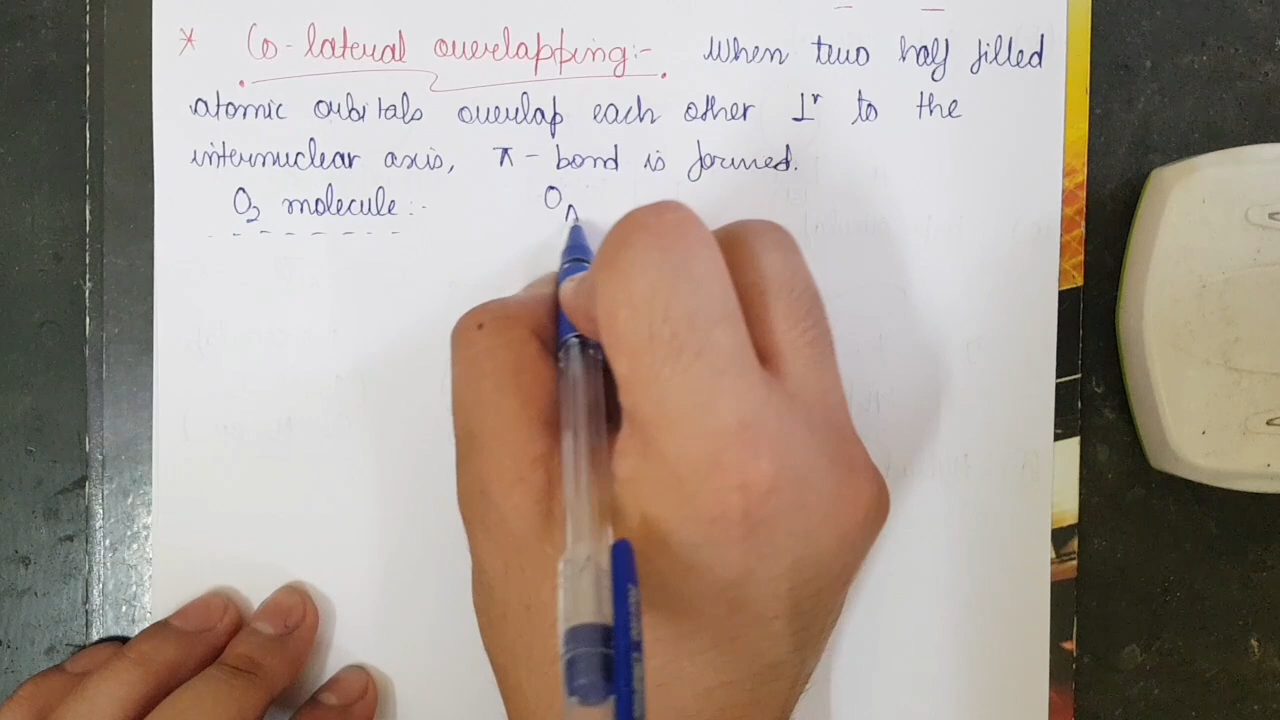 * Co-lateral overlapping:- When two half filled
atomic orbitals overlap each other ⊥r to the
internuclear axis, π-bond is formed.
O2 molecule:- O